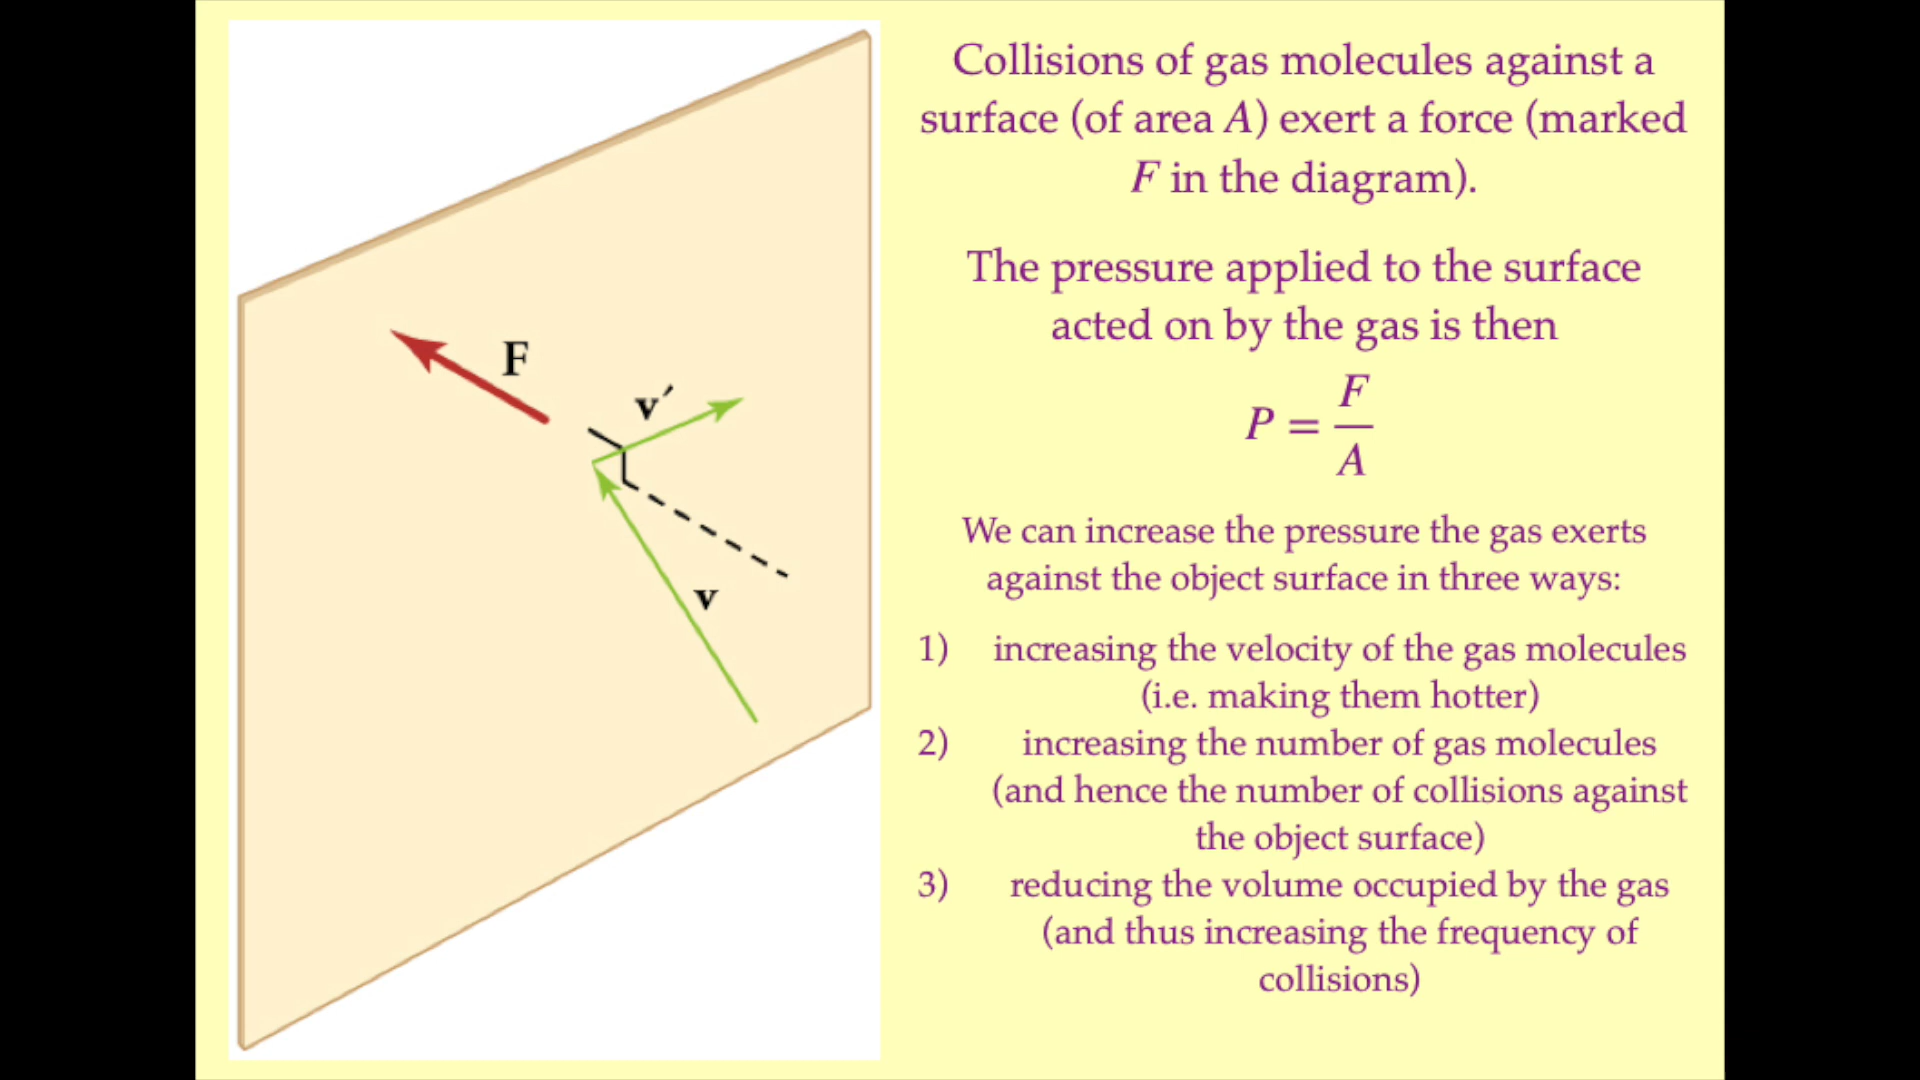 F
v´
v
Collisions of gas molecules against a
surface (of area A) exert a force (marked
F in the diagram).
The pressure applied to the surface
acted on by the gas is then
P = F/A
We can increase the pressure the gas exerts
against the object surface in three ways:
1) increasing the velocity of the gas molecules
(i.e. making them hotter)
2) increasing the number of gas molecules
(and hence the number of collisions against
the object surface)
3) reducing the volume occupied by the gas
(and thus increasing the frequency of
collisions)